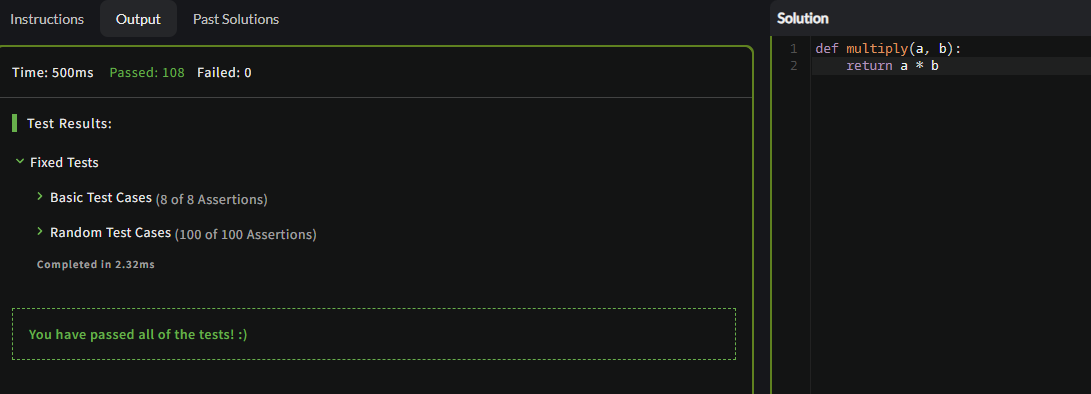 Instructions Output Past Solutions
Time: 500ms Passed: 108 Failed: 0
Test Results:
Fixed Tests
Basic Test Cases (8 of 8 Assertions)
Random Test Cases (100 of 100 Assertions)
Completed in 2.32ms
You have passed all of the tests! :)
Solution
1 def multiply(a, b):
2     return a * b